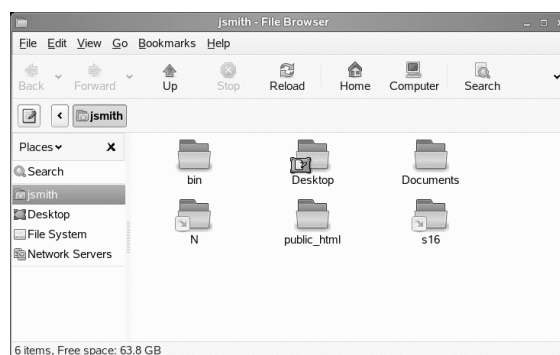 jsmith - File Browser
File Edit View Go Bookmarks Help
Back Forward Up Stop Reload Home Computer Search
jsmith
Places
Search
jsmith
Desktop
File System
Network Servers
bin Desktop Documents
N public_html s16
6 items, Free space: 63.8 GB